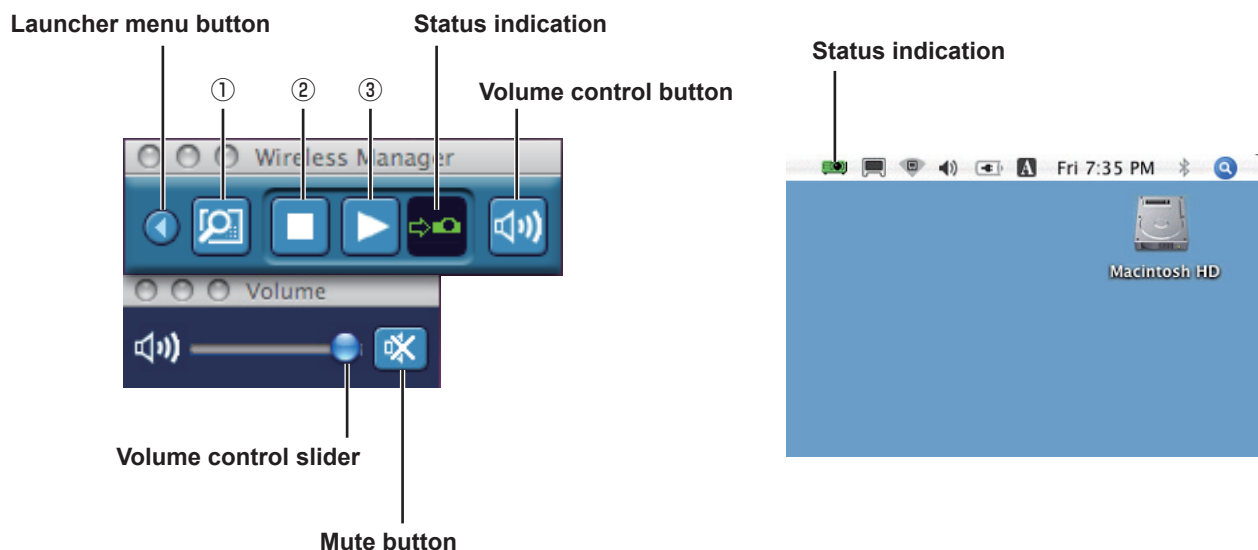 Launcher menu button
Status indication
① ② ③
Volume control button
Wireless Manager
Volume
Volume control slider
Mute button
Status indication
A Fri 7:35 PM
Macintosh HD